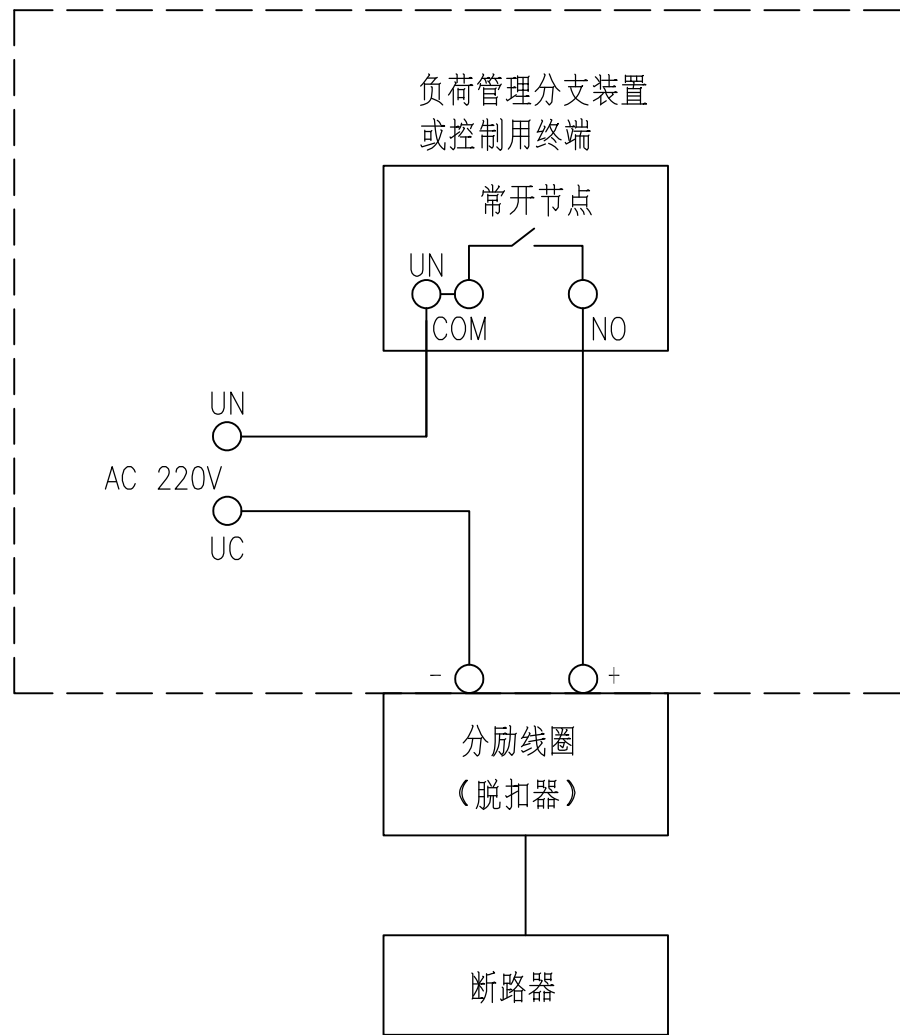 负荷管理分支装置
或控制用终端
常开节点
UN
COM
NO
UN
AC 220V
UC
-
+
分励线圈
（脱扣器）
断路器